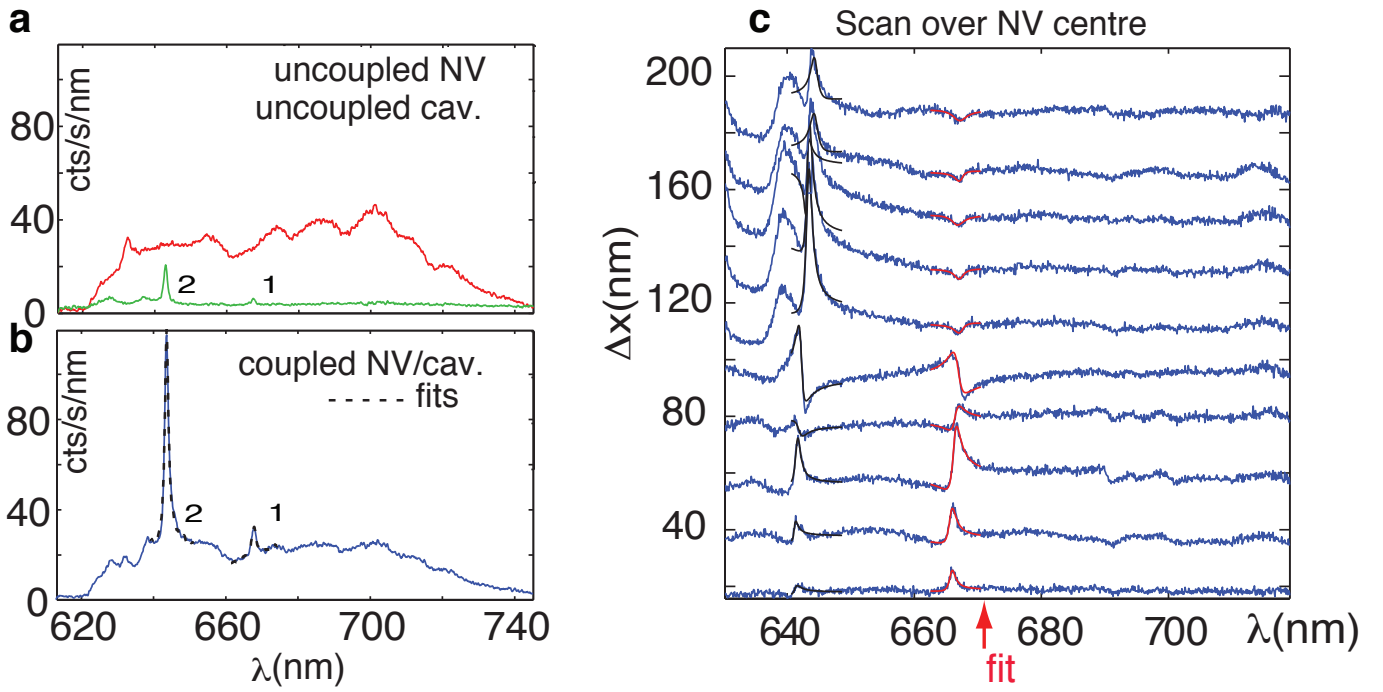 a
uncoupled NV
uncoupled cav.
cts/s/nm
80
40
0
2
1
b
coupled NV/cav.
- - - - - fits
cts/s/nm
80
40
0
2
1
620 660 700 740
λ(nm)
c Scan over NV centre
200
160
120
80
40
Δx(nm)
640 660 680 700 λ(nm)
fit